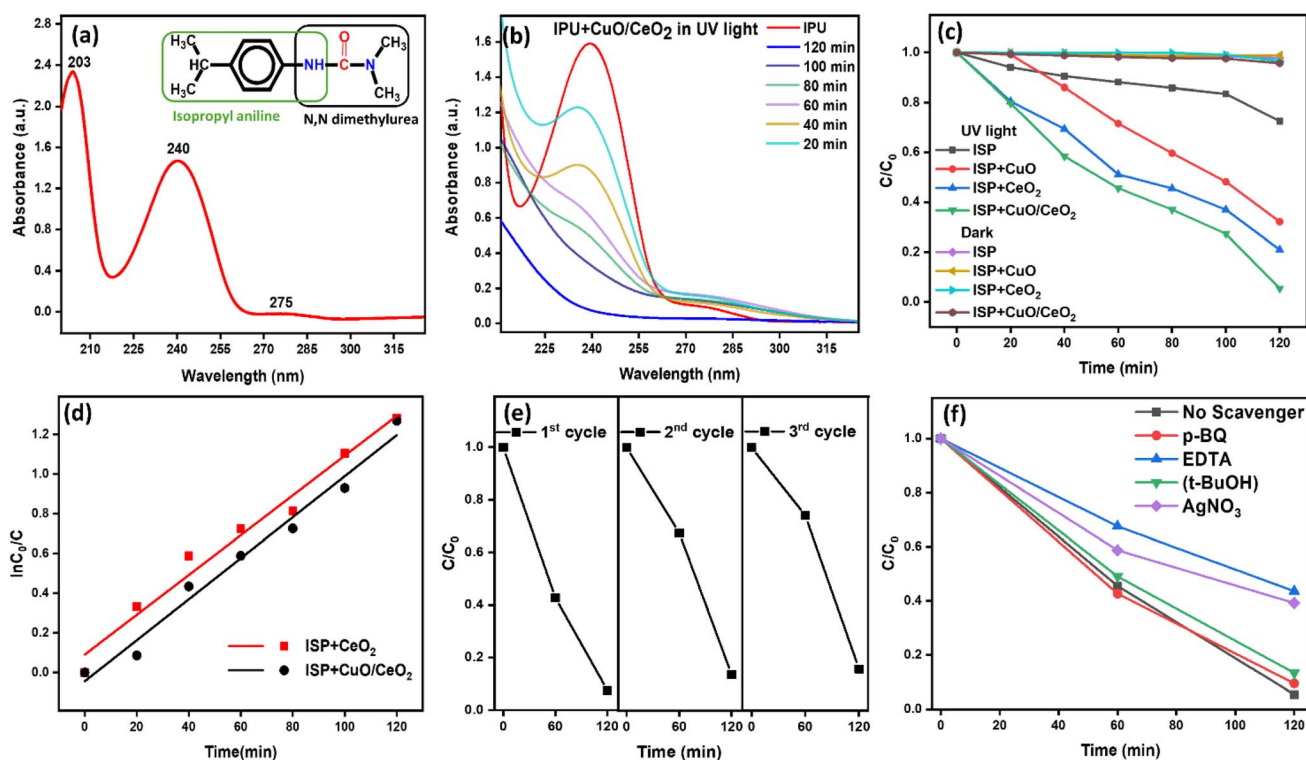 (a)
203
240
275
H₃C
H₃C
CH
NH
O
C
N
CH₃
CH₃
Isopropyl aniline
N,N dimethylurea
Absorbance (a.u.)
2.8
2.4
2.0
1.6
1.2
0.8
0.4
0.0
210 225 240 255 270 285 300 315
Wavelength (nm)
(b)
IPU+CuO/CeO₂ in UV light
IPU
120 min
100 min
80 min
60 min
40 min
20 min
Absorbance (a.u.)
1.8
1.6
1.4
1.2
1.0
0.8
0.6
0.4
0.2
0.0
225 240 255 270 285 300 315
Wavelength (nm)
(c)
C/C₀
1.0
0.8
0.6
0.4
0.2
0.0
UV light
ISP
ISP+CuO
ISP+CeO₂
ISP+CuO/CeO₂
Dark
ISP
ISP+CuO
ISP+CeO₂
ISP+CuO/CeO₂
0 20 40 60 80 100 120
Time (min)
(d)
lnC₀/C
1.2
1.0
0.8
0.6
0.4
0.2
0.0
ISP+CeO₂
ISP+CuO/CeO₂
0 20 40 60 80 100 120
Time(min)
(e)
1ˢᵗ cycle
2ⁿᵈ cycle
3ʳᵈ cycle
C/C₀
1.0
0.8
0.6
0.4
0.2
0.0
0 60 120 0 60 120 0 60 120
Time (min)
(f)
No Scavenger
p-BQ
EDTA
(t-BuOH)
AgNO₃
C/C₀
1.0
0.8
0.6
0.4
0.2
0.0
0 20 40 60 80 100 120
Time (min)